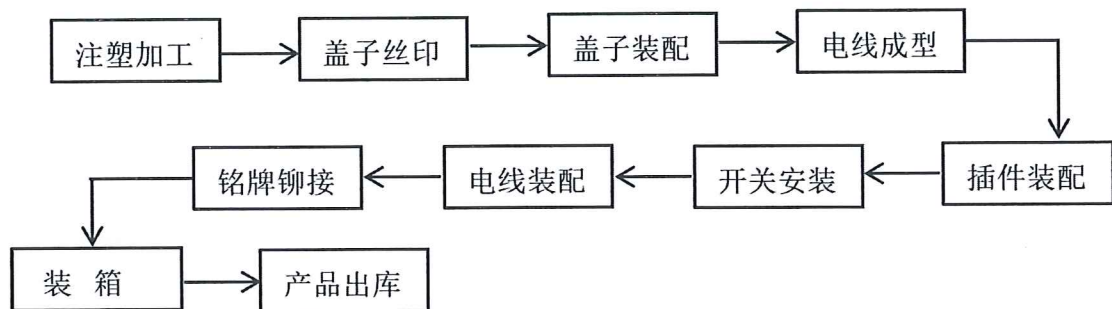 注塑加工 盖子丝印 盖子装配 电线成型
插件装配 开关安装 电线装配 铭牌铆接
装 箱 产品出库